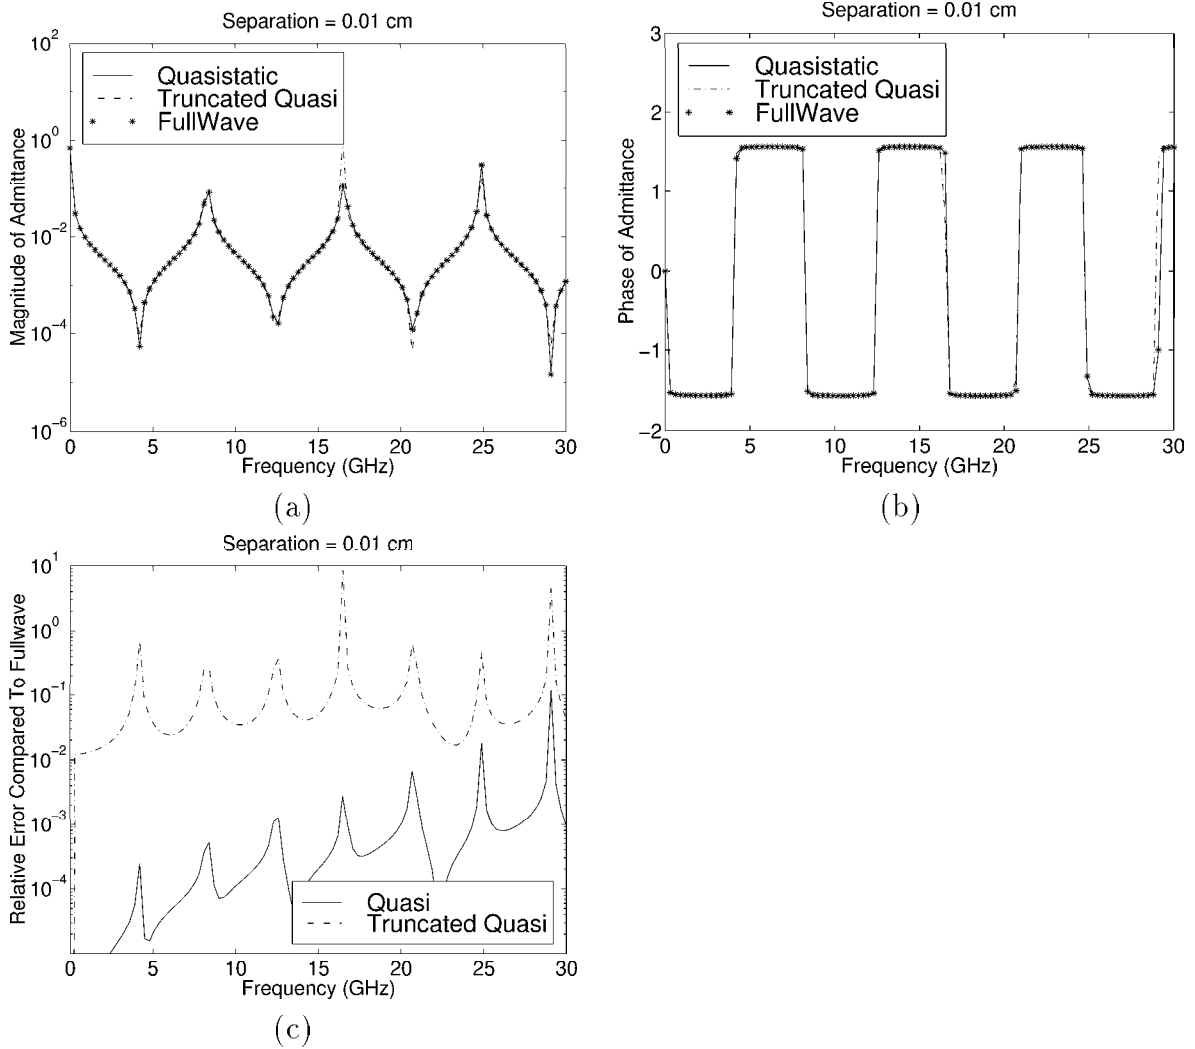 Separation = 0.01 cm
10^2
10^0
10^-2
10^-4
10^-6
Magnitude of Admittance
Quasistatic
Truncated Quasi
FullWave
0 5 10 15 20 25 30
Frequency (GHz)
(a)
Separation = 0.01 cm
3
2
1
0
-1
-2
Phase of Admittance
Quasistatic
Truncated Quasi
FullWave
0 5 10 15 20 25 30
Frequency (GHz)
(b)
Separation = 0.01 cm
10^1
10^0
10^-1
10^-2
10^-3
10^-4
Relative Error Compared To Fullwave
Quasi
Truncated Quasi
0 5 10 15 20 25 30
Frequency (GHz)
(c)